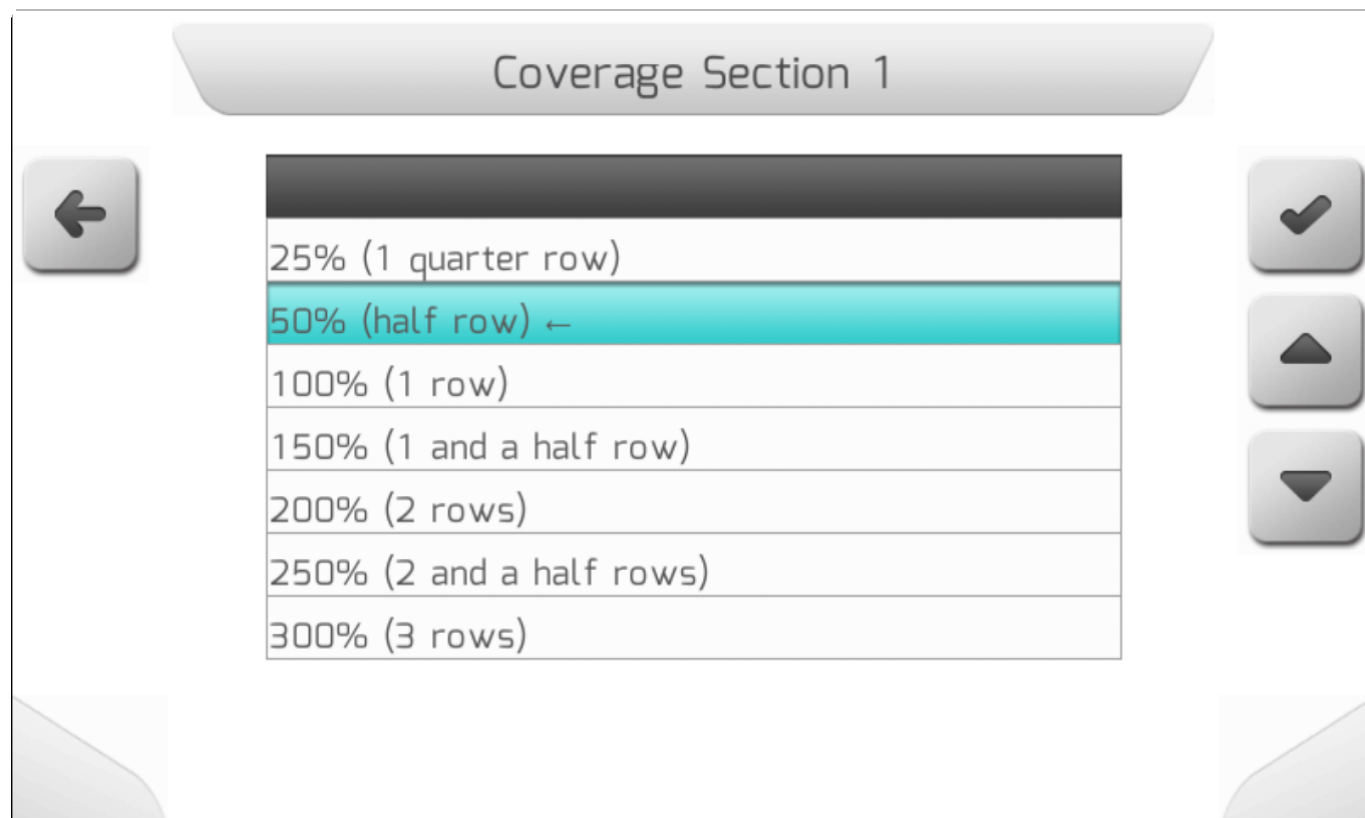 Coverage Section 1
25% (1 quarter row)
50% (half row) ←
100% (1 row)
150% (1 and a half row)
200% (2 rows)
250% (2 and a half rows)
300% (3 rows)